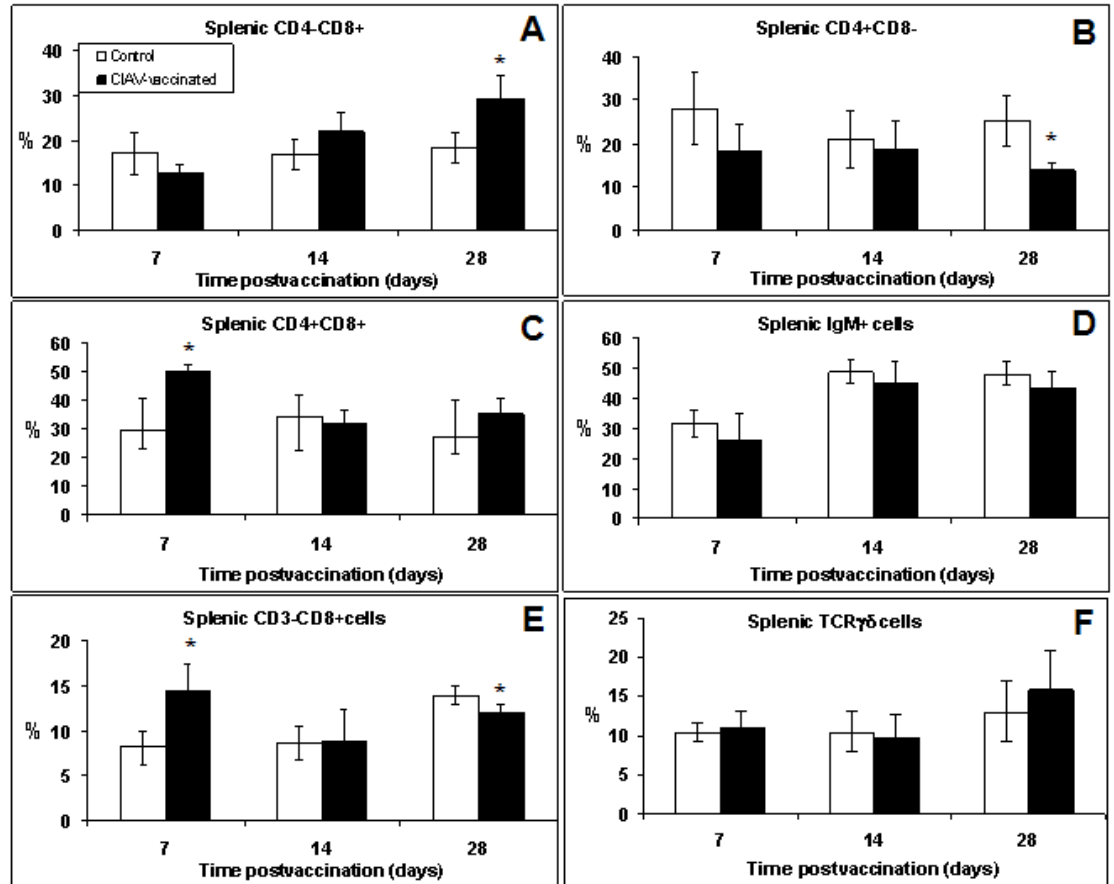 Splenic CD4-CD8+
A
Control
CIAV-vaccinated
40
30
20
10
0
%
*
7 14 28
Time postvaccination (days)
Splenic CD4+CD8-
B
40
30
20
10
0
%
*
7 14 28
Time postvaccination (days)
Splenic CD4+CD8+
C
60
50
40
30
20
10
0
%
*
7 14 28
Time postvaccination (days)
Splenic IgM+ cells
D
60
50
40
30
20
10
0
%
7 14 28
Time postvaccination (days)
Splenic CD3-CD8+cells
E
20
15
10
5
0
%
* *
7 14 28
Time postvaccination (days)
Splenic TCRγδ cells
F
25
20
15
10
5
0
%
7 14 28
Time postvaccination (days)